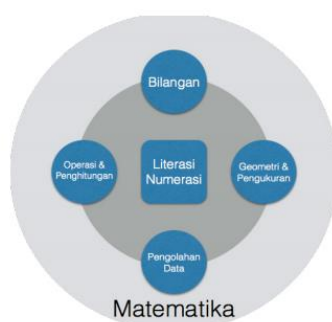 Bilangan
Operasi &
Penghitungan
Literasi
Numerasi
Geometri &
Pengukuran
Pengolahan
Data
Matematika